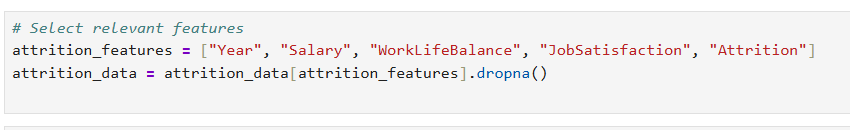 # Select relevant features
attrition_features = ["Year", "Salary", "WorkLifeBalance", "JobSatisfaction", "Attrition"]
attrition_data = attrition_data[attrition_features].dropna()